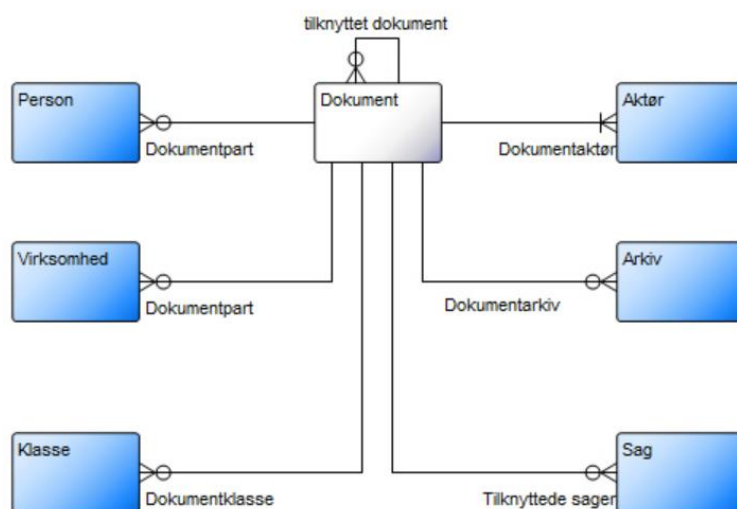 tilknyttet dokument
Person
Dokument
Aktør
Dokumentpart
Dokumentaktør
Virksomhed
Arkiv
Dokumentpart
Dokumentarkiv
Klasse
Sag
Dokumentklasse
Tilknyttede sager